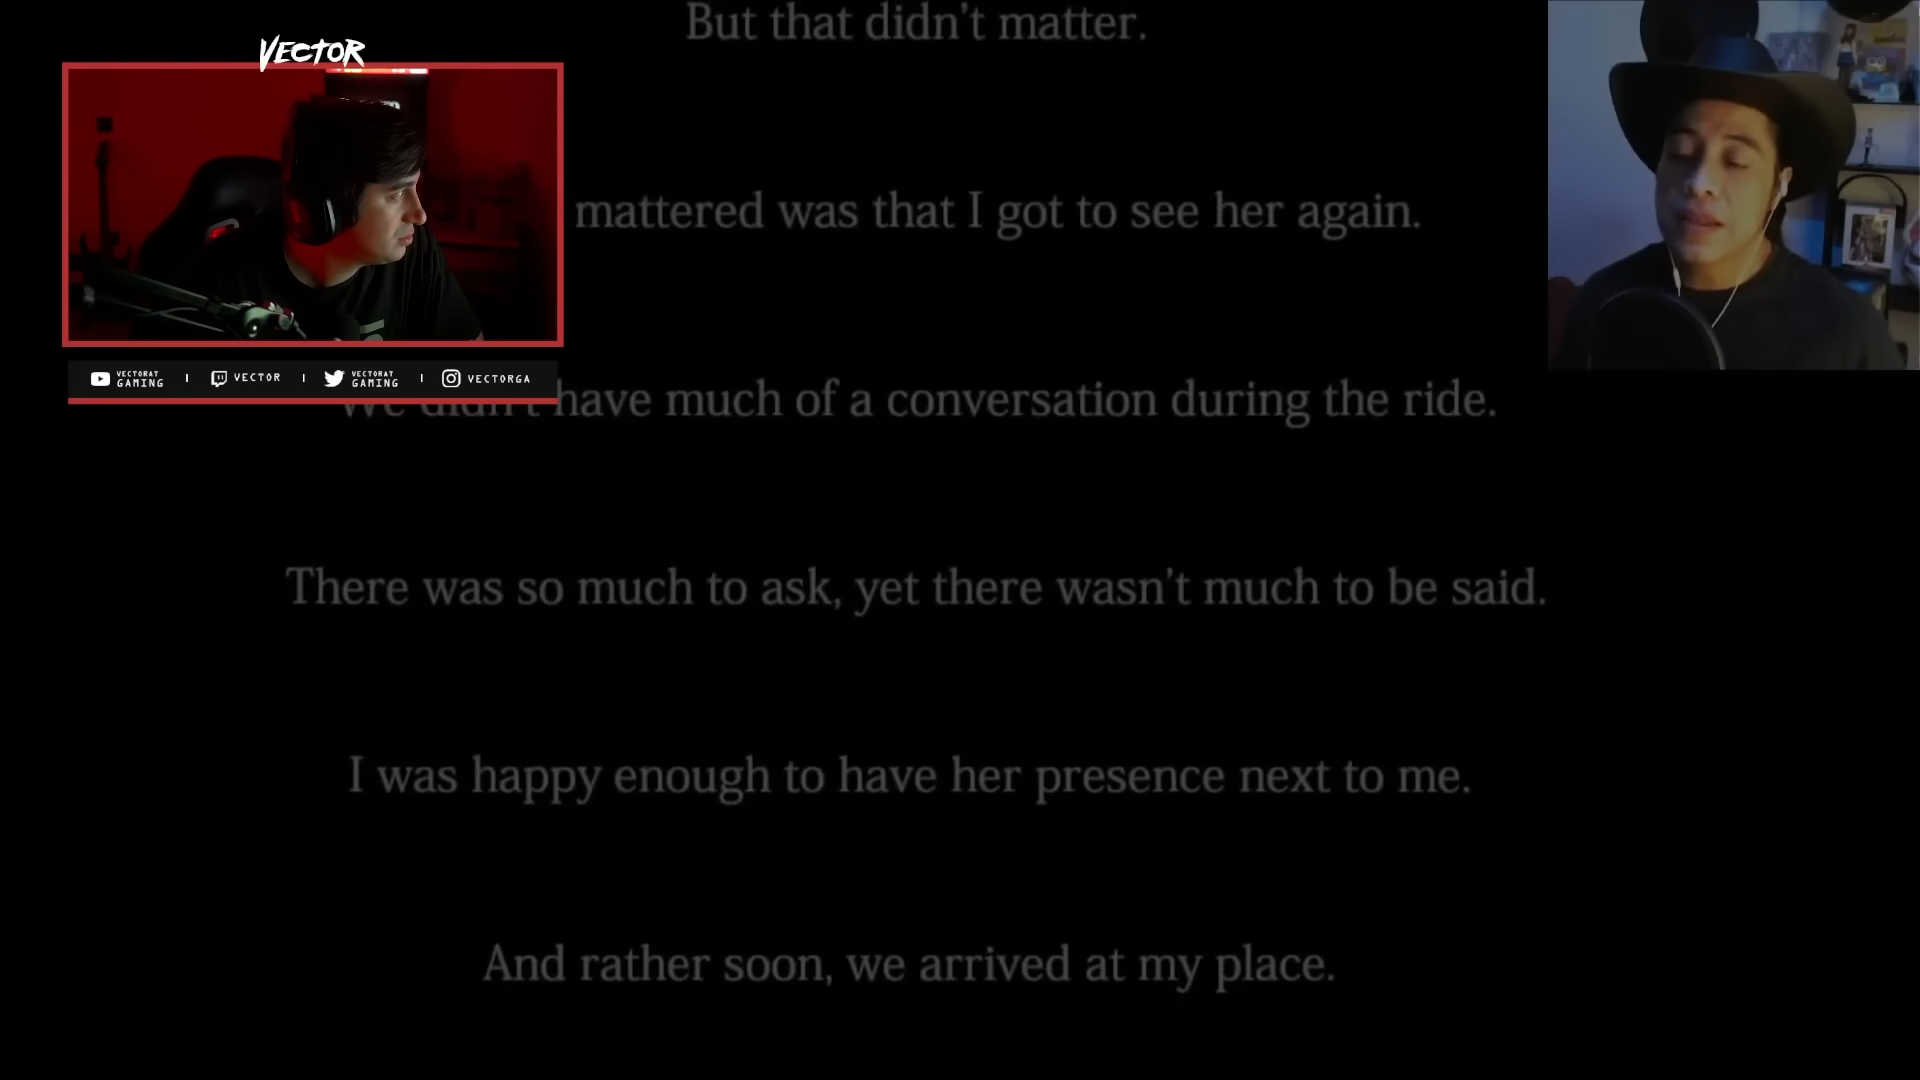 But that didn't matter.
VECTOR
mattered was that I got to see her again.
VECTORAT GAMING
VECTOR
VECTORAT GAMING
VECTORGA
We didn't have much of a conversation during the ride.
There was so much to ask, yet there wasn't much to be said.
I was happy enough to have her presence next to me.
And rather soon, we arrived at my place.